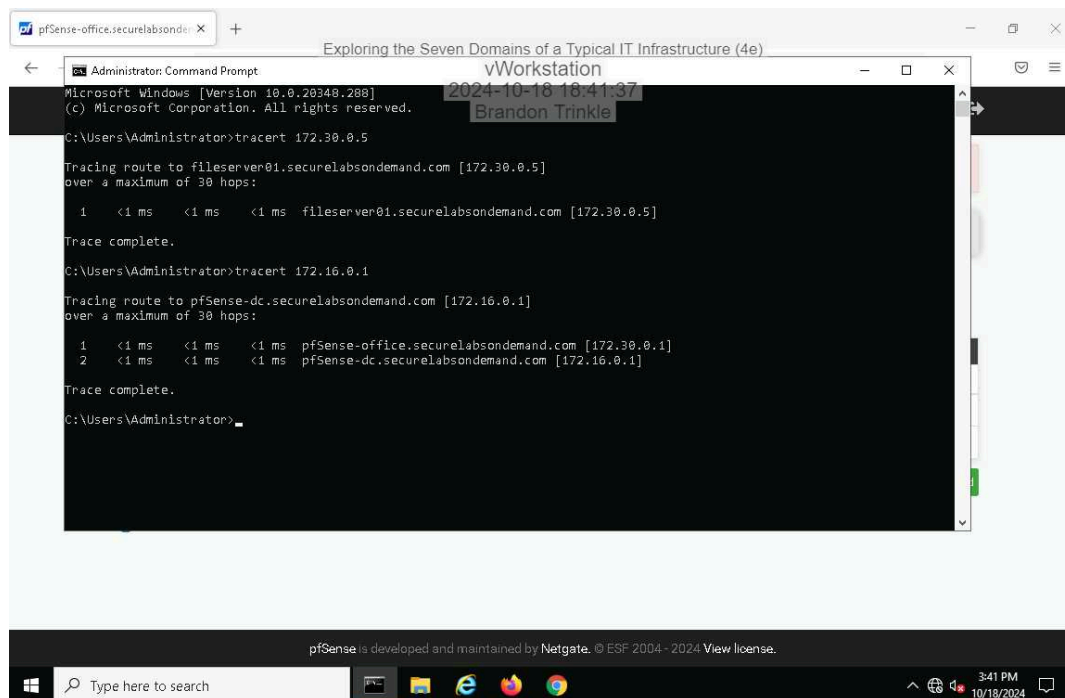 pfSense-office.securelabsonde
Exploring the Seven Domains of a Typical IT Infrastructure (4e)
vWorkstation
2024-10-18 18:41:37
Brandon Trinkle
Administrator: Command Prompt
Microsoft Windows [Version 10.0.20348.288]
(c) Microsoft Corporation. All rights reserved.
C:\Users\Administrator>tracert 172.30.0.5
Tracing route to fileserver01.securelabsondemand.com [172.30.0.5]
over a maximum of 30 hops:
1 <1 ms <1 ms <1 ms fileserver01.securelabsondemand.com [172.30.0.5]
Trace complete.
C:\Users\Administrator>tracert 172.16.0.1
Tracing route to pfSense-dc.securelabsondemand.com [172.16.0.1]
over a maximum of 30 hops:
1 <1 ms <1 ms <1 ms pfSense-office.securelabsondemand.com [172.30.0.1]
2 <1 ms <1 ms <1 ms pfSense-dc.securelabsondemand.com [172.16.0.1]
Trace complete.
C:\Users\Administrator>
pfSense is developed and maintained by Netgate. © ESF 2004 - 2024 View license.
Type here to search
3:41 PM
10/18/2024